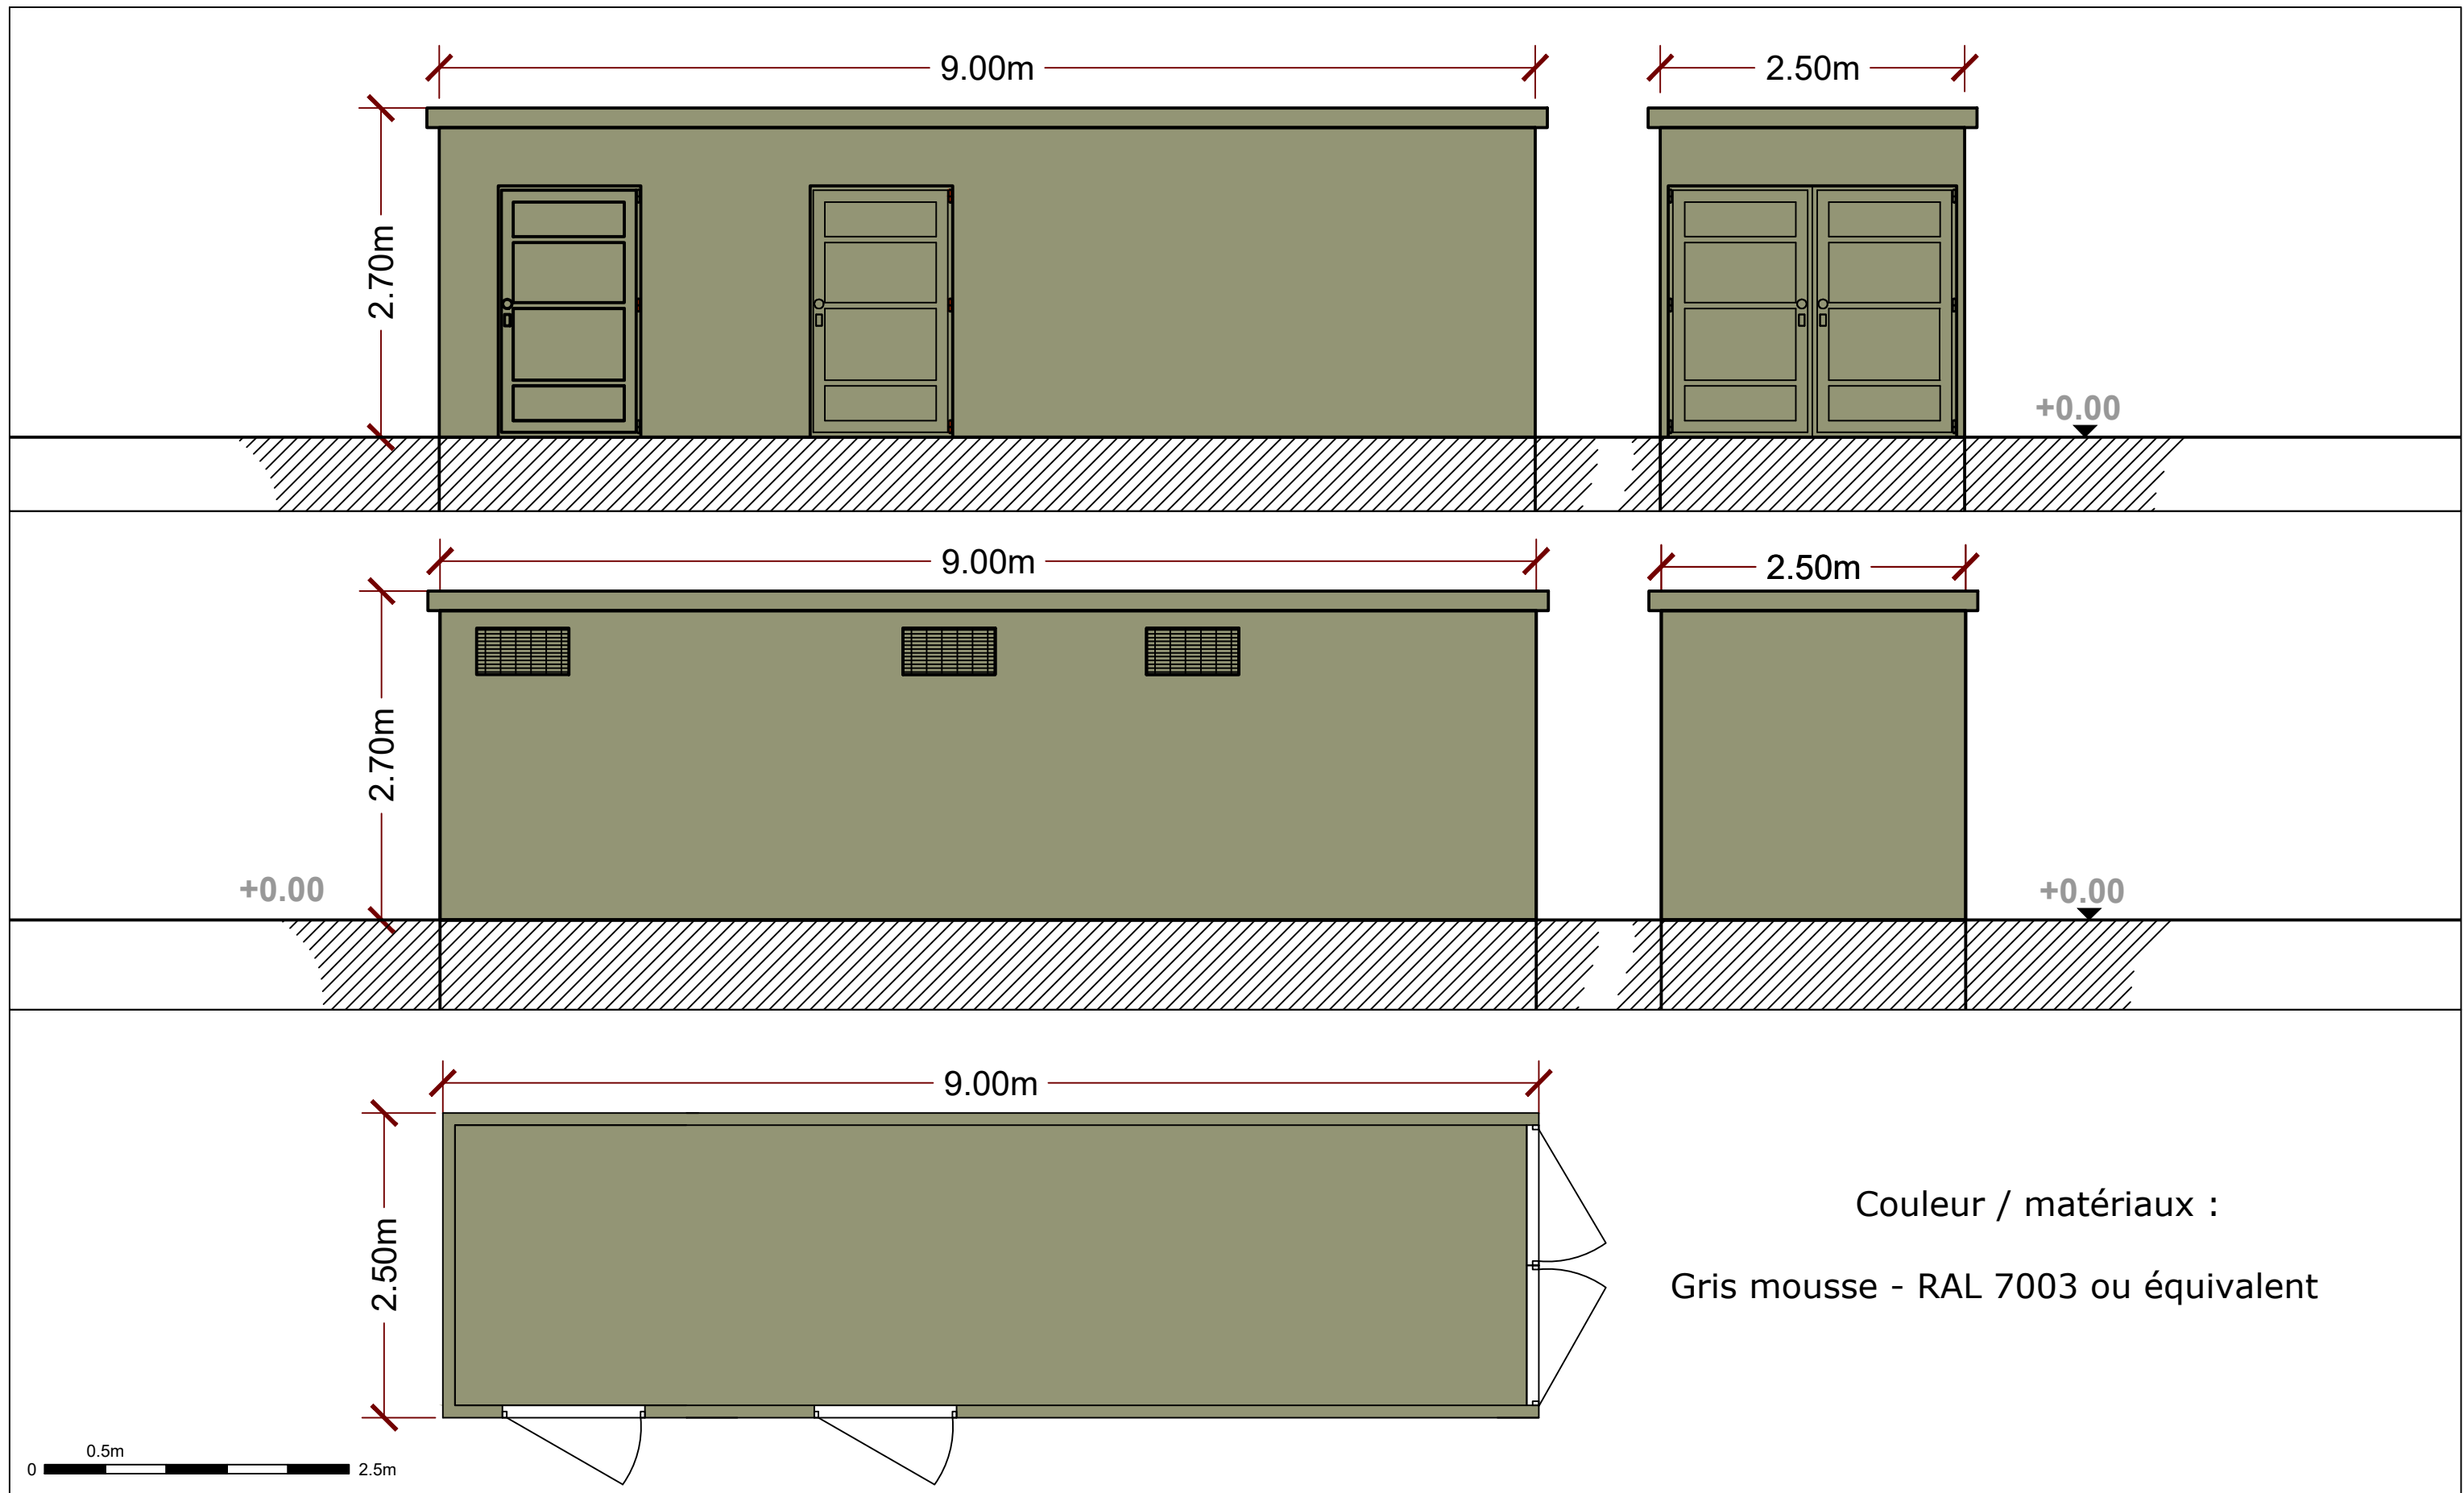 9.00m
2.50m
2.70m
+0.00
9.00m
2.50m
2.70m
+0.00
+0.00
9.00m
2.50m
Couleur / matériaux :
Gris mousse - RAL 7003 ou équivalent
0.5m
0
2.5m